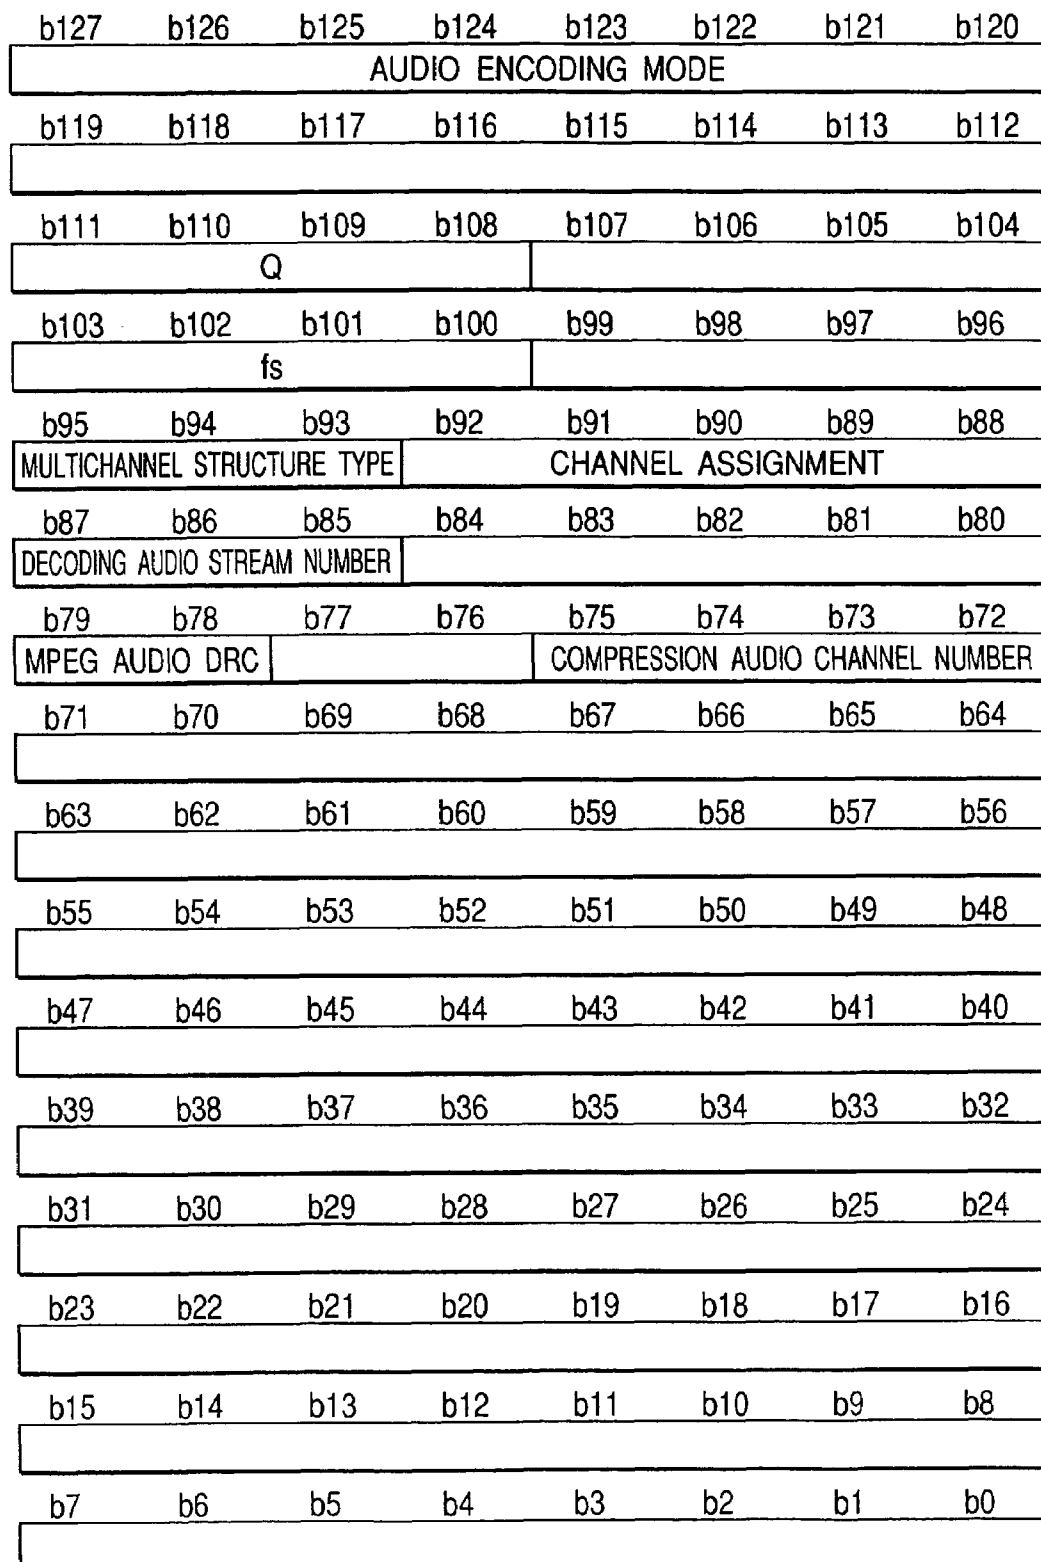 b127 b126 b125 b124 b123 b122 b121 b120
AUDIO ENCODING MODE
b119 b118 b117 b116 b115 b114 b113 b112
b111 b110 b109 b108 b107 b106 b105 b104
Q
b103 b102 b101 b100 b99 b98 b97 b96
fs
b95 b94 b93 b92 b91 b90 b89 b88
MULTICHANNEL STRUCTURE TYPE CHANNEL ASSIGNMENT
b87 b86 b85 b84 b83 b82 b81 b80
DECODING AUDIO STREAM NUMBER
b79 b78 b77 b76 b75 b74 b73 b72
MPEG AUDIO DRC COMPRESSION AUDIO CHANNEL NUMBER
b71 b70 b69 b68 b67 b66 b65 b64
b63 b62 b61 b60 b59 b58 b57 b56
b55 b54 b53 b52 b51 b50 b49 b48
b47 b46 b45 b44 b43 b42 b41 b40
b39 b38 b37 b36 b35 b34 b33 b32
b31 b30 b29 b28 b27 b26 b25 b24
b23 b22 b21 b20 b19 b18 b17 b16
b15 b14 b13 b12 b11 b10 b9 b8
b7 b6 b5 b4 b3 b2 b1 b0